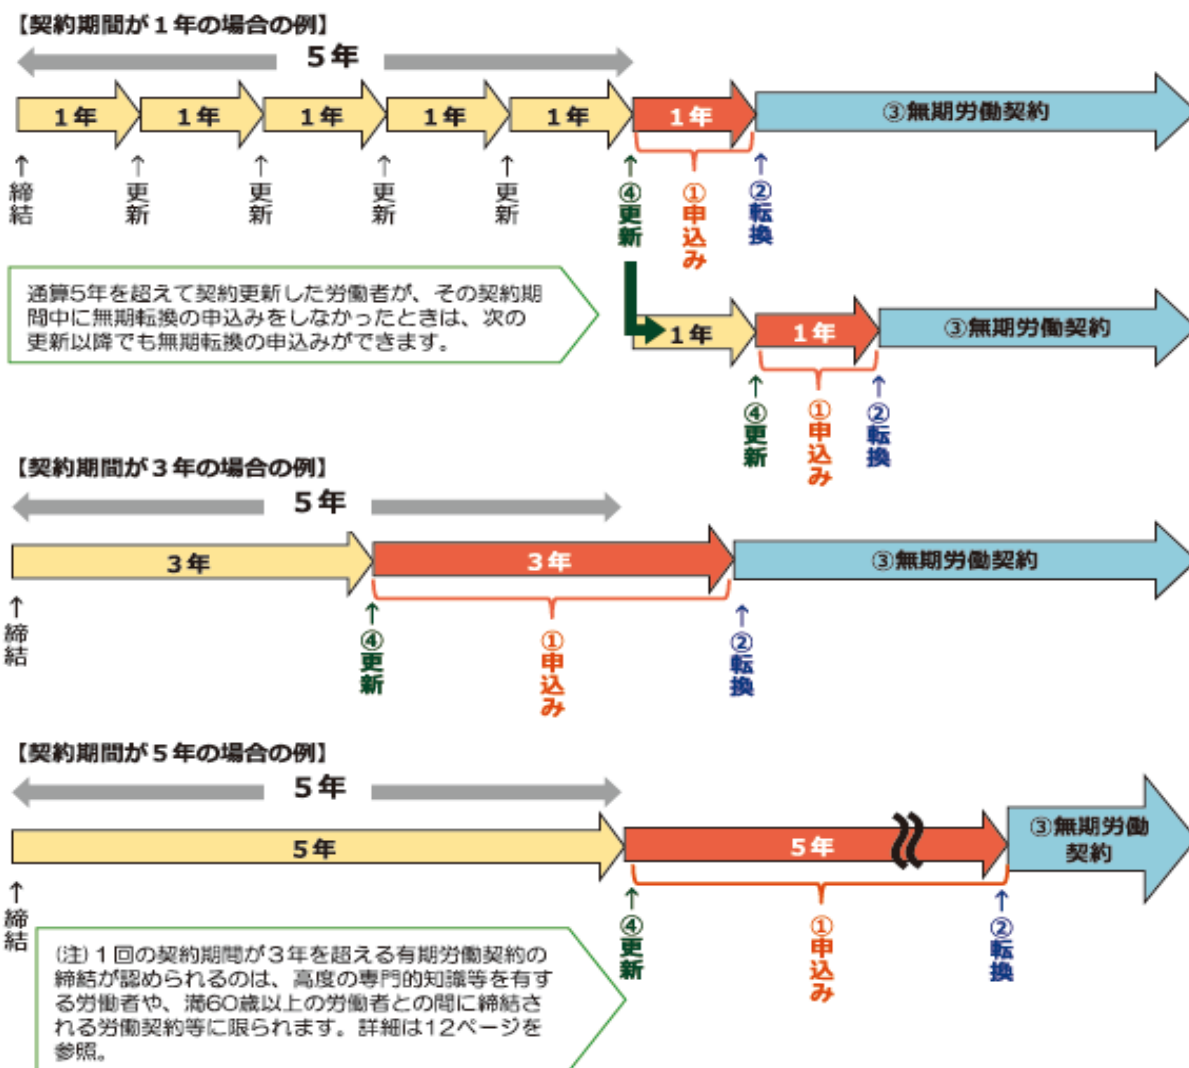 【契約期間が１年の場合の例】
５年
１年 １年 １年 １年 １年 １年 ③無期労働契約
↑締結 ↑更新 ↑更新 ↑更新 ↑更新 ↑④更新 ①申込み ↑②転換
通算5年を超えて契約更新した労働者が、その契約期
間中に無期転換の申込みをしなかったときは、次の
更新以降でも無期転換の申込みができます。
１年 １年 ③無期労働契約
↑④更新 ①申込み ↑②転換
【契約期間が３年の場合の例】
５年
３年 ３年 ③無期労働契約
↑締結 ↑④更新 ①申込み ↑②転換
【契約期間が５年の場合の例】
５年
５年 ５年 ③無期労働
契約
↑締結 ↑④更新 ①申込み ↑②転換
(注)１回の契約期間が３年を超える有期労働契約の
締結が認められるのは、高度の専門的知識等を有す
る労働者や、満60歳以上の労働者との間に締結さ
れる労働契約等に限られます。詳細は12ページを
参照。